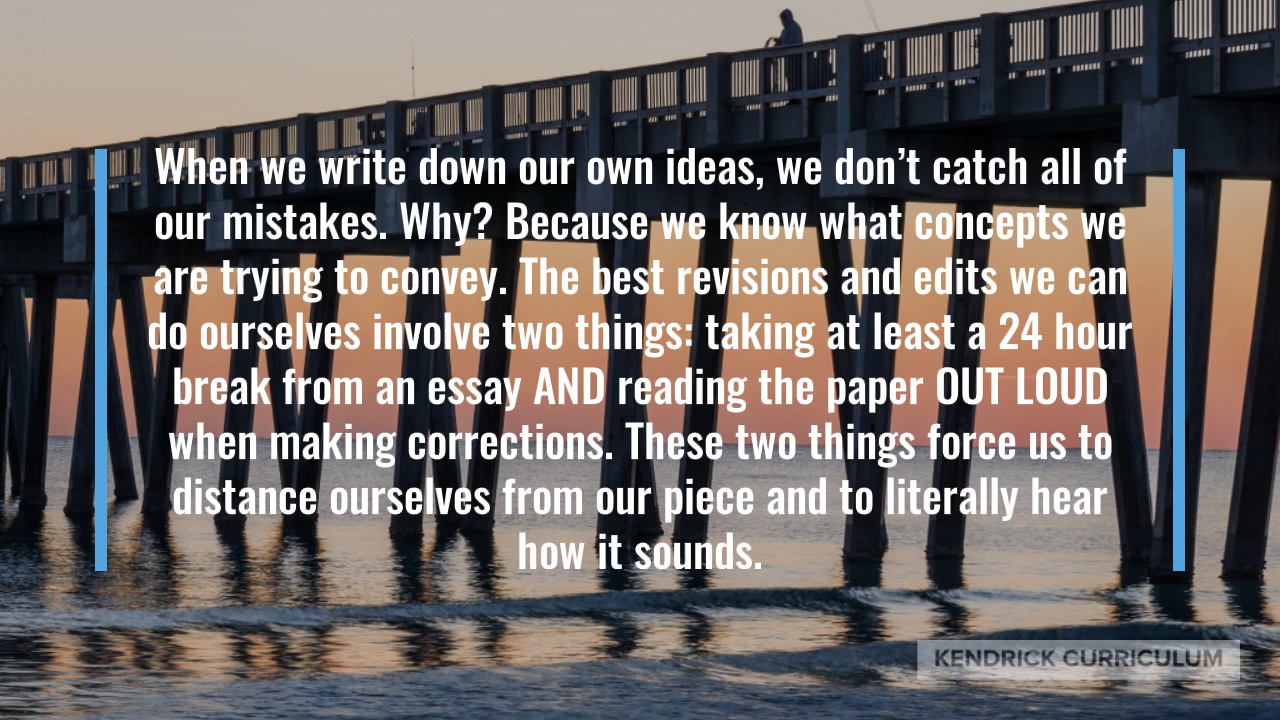 When we write down our own ideas, we don’t catch all of
our mistakes. Why? Because we know what concepts we
are trying to convey. The best revisions and edits we can
do ourselves involve two things: taking at least a 24 hour
break from an essay AND reading the paper OUT LOUD
when making corrections. These two things force us to
distance ourselves from our piece and to literally hear
how it sounds.
KENDRICK CURRICULUM